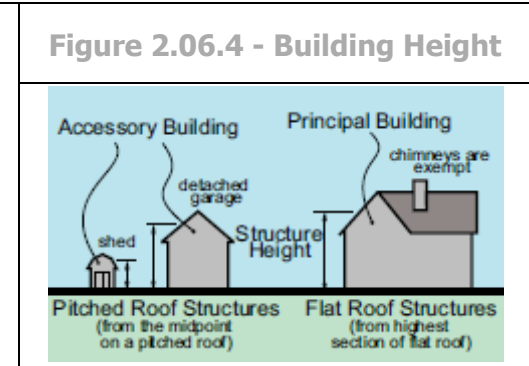 Figure 2.06.4 - Building Height
Accessory Building
Principal Building
chimneys are
exempt
detached
garage
shed
Structure
Height
Pitched Roof Structures
(from the midpoint
on a pitched roof)
Flat Roof Structures
(from highest
section of flat roof)